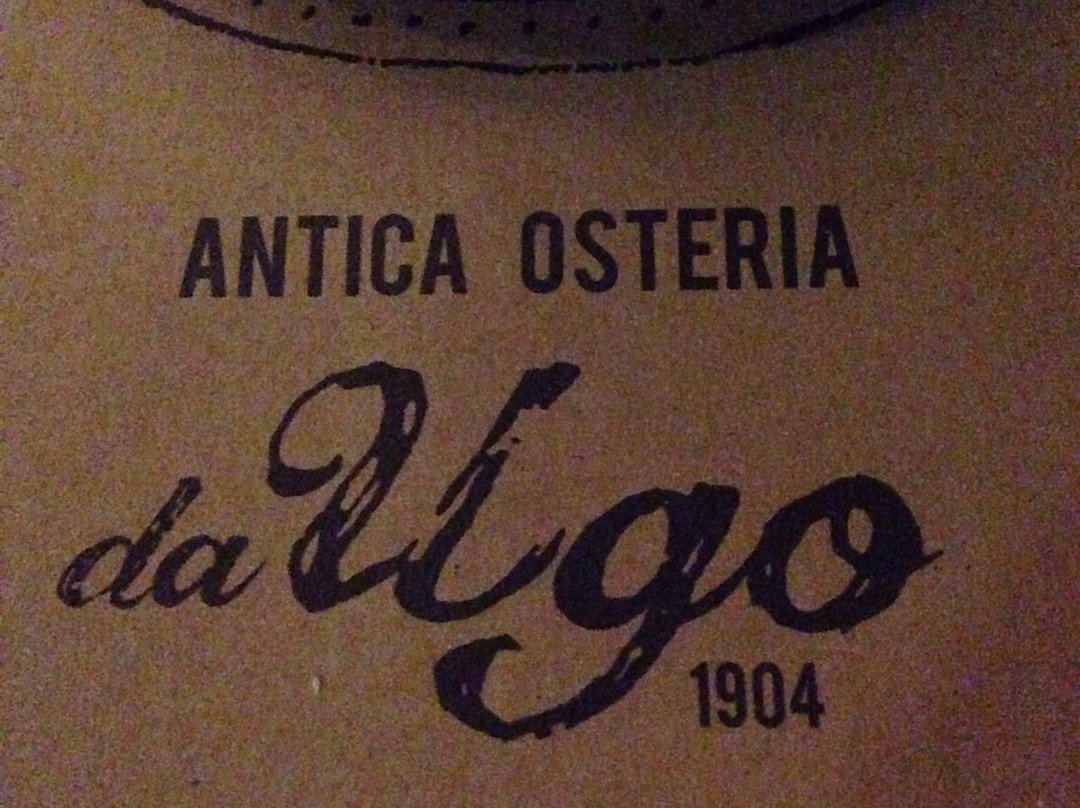 ANTICA OSTERIA
da Ugo
1904